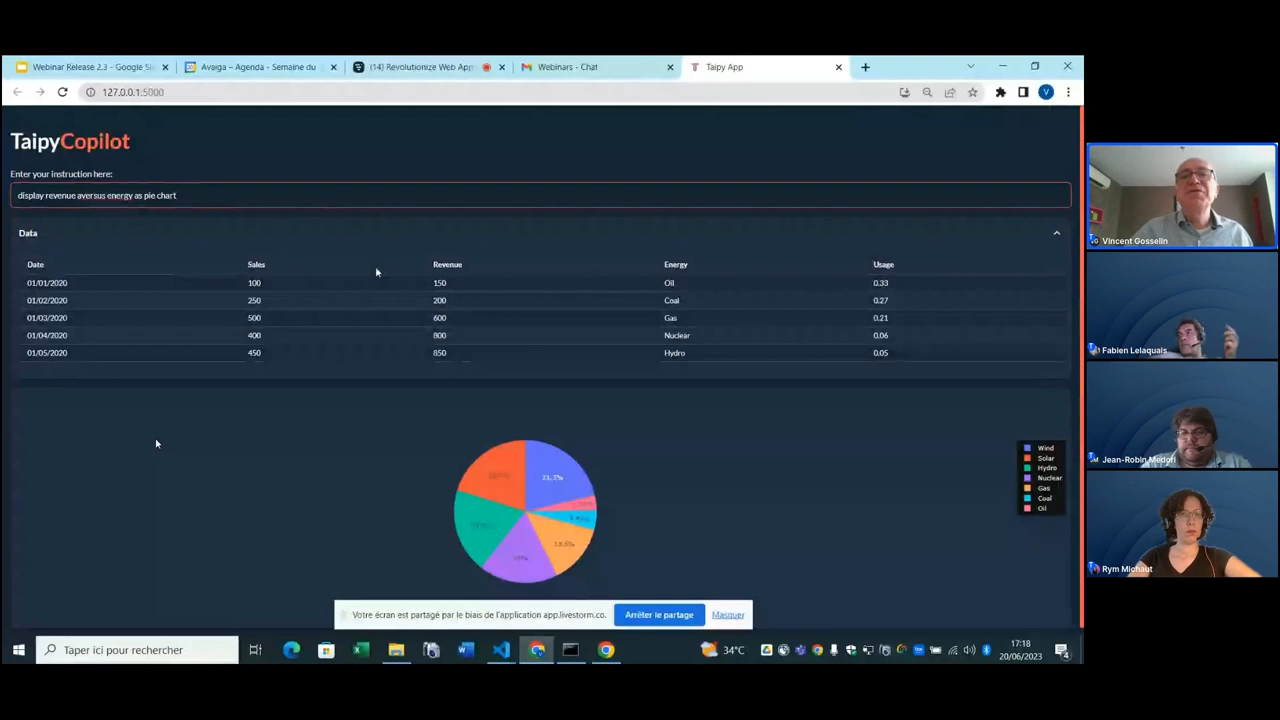 Webinar Release 2.3 - Google Sli
Avaiga – Agenda - Semaine du
(14) Revolutionize Web App
Webinars - Chat
Taipy App
127.0.0.1:5000
TaipyCopilot
Enter your instruction here:
display revenue aversus energy as pie chart
Data
Date Sales Revenue Energy Usage
01/01/2020 100 150 Oil 0.33
01/02/2020 250 200 Coal 0.27
01/03/2020 500 600 Gas 0.21
01/04/2020 400 800 Nuclear 0.06
01/05/2020 450 850 Hydro 0.05
21.3%
13.5%
Wind
Solar
Hydro
Nuclear
Gas
Coal
Oil
Votre écran est partagé par le biais de l'application app.livestorm.co.
Arrêter le partage
Masquer
Taper ici pour rechercher
34°C
17:18
20/06/2023
4
V
Vincent Gosselin
Fabien Lelaquais
Jean-Robin Medori
Rym Michaut